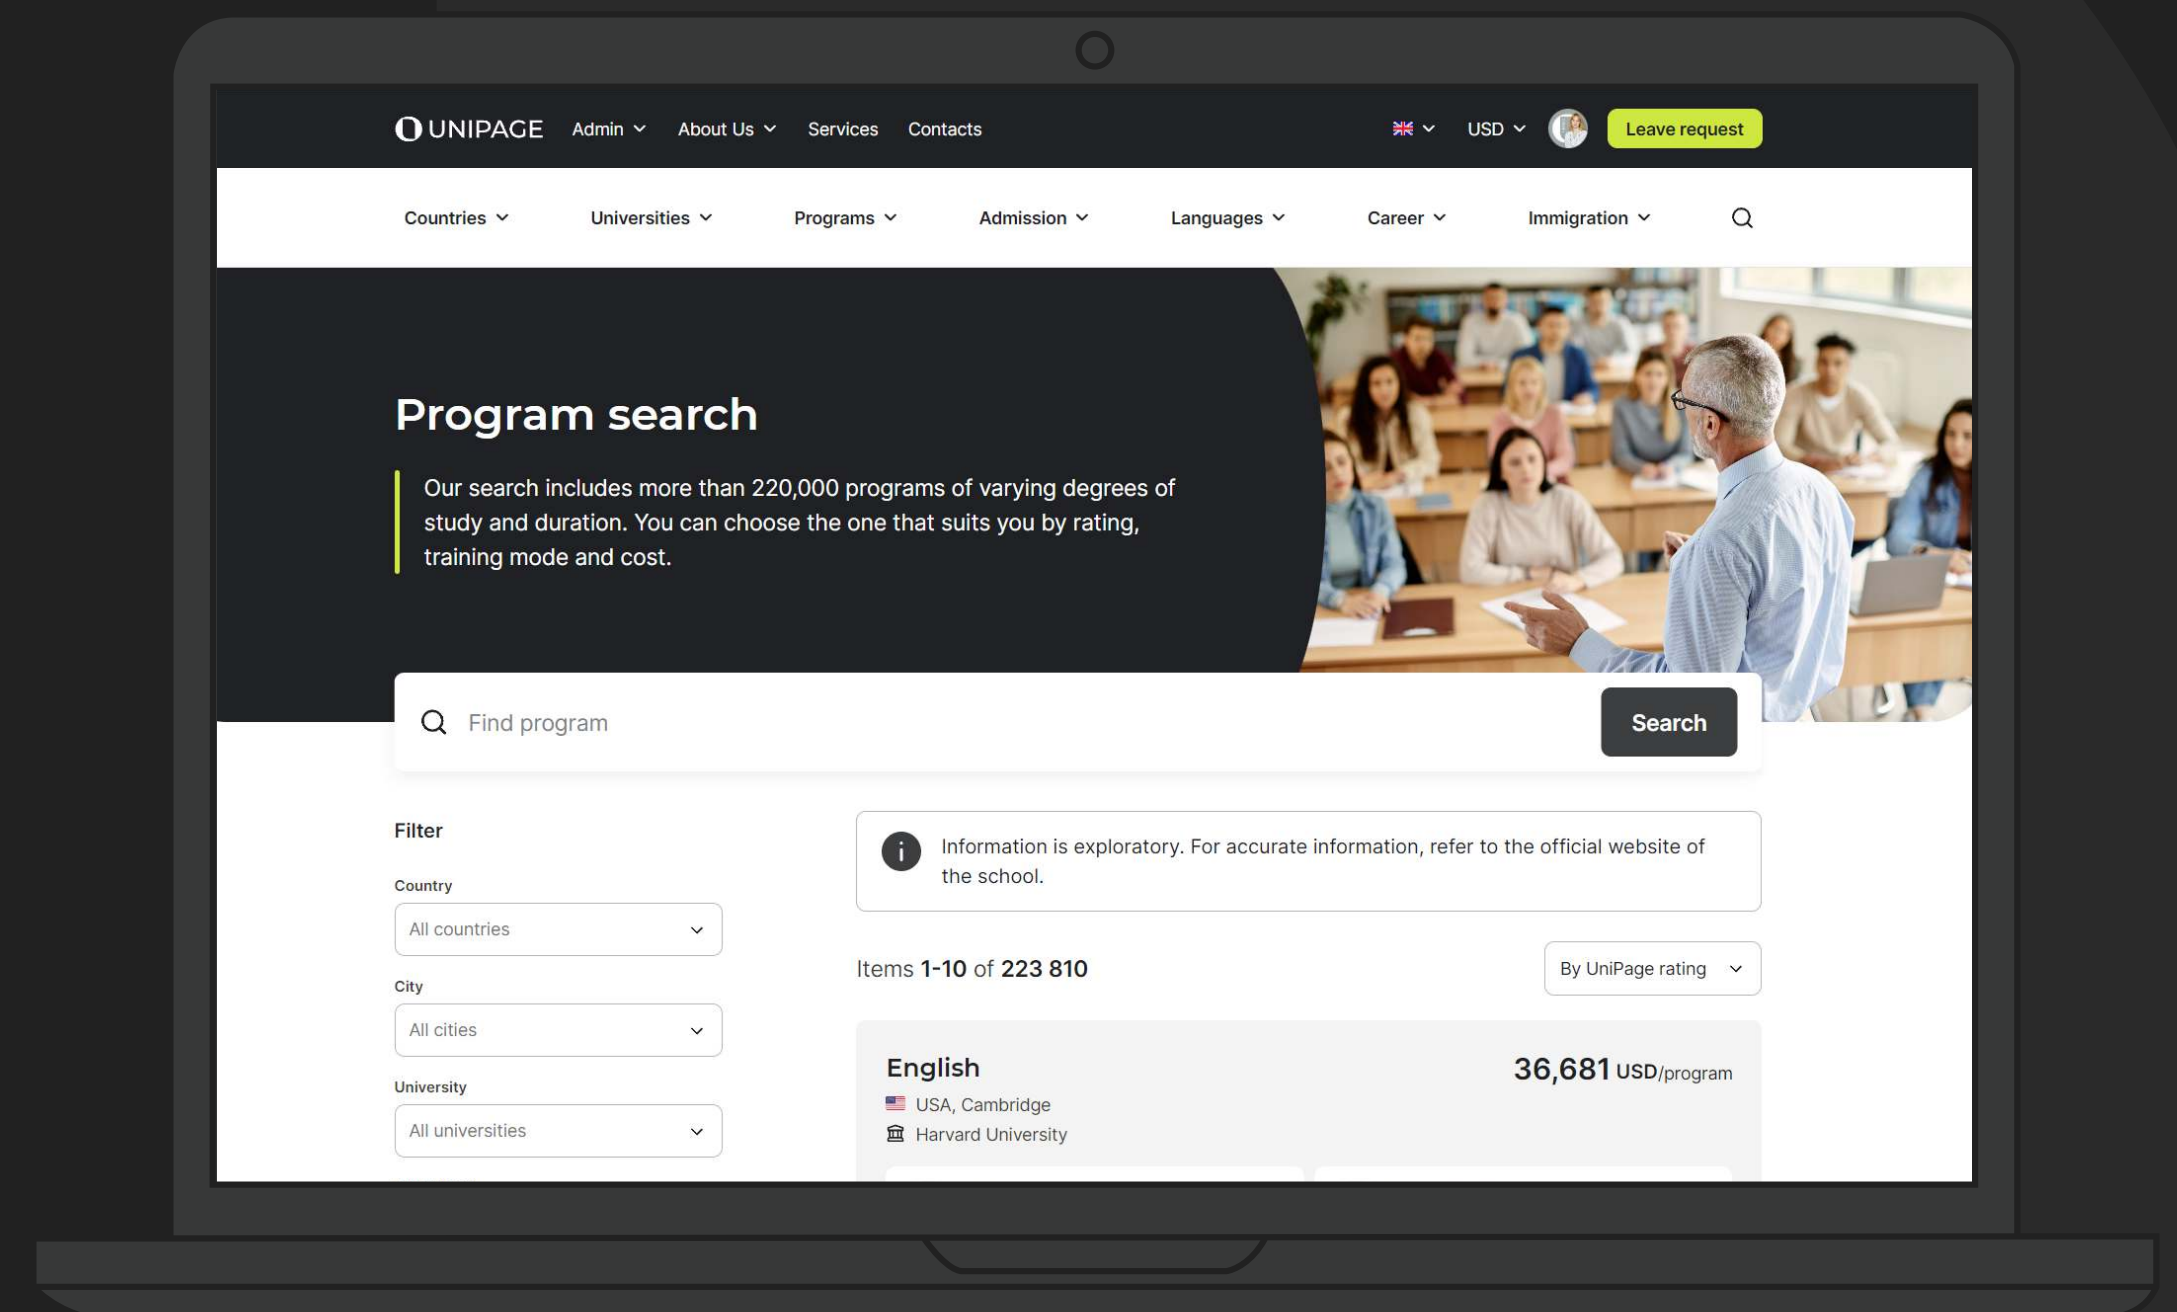 UNIPAGE Admin About Us Services Contacts USD Leave request
Countries Universities Programs Admission Languages Career Immigration
Program search
Our search includes more than 220,000 programs of varying degrees of
study and duration. You can choose the one that suits you by rating,
training mode and cost.
Find program Search
Filter
Country
All countries
City
All cities
University
All universities
Information is exploratory. For accurate information, refer to the official website of
the school.
Items 1-10 of 223 810 By UniPage rating
English 36,681 USD/program
USA, Cambridge
Harvard University